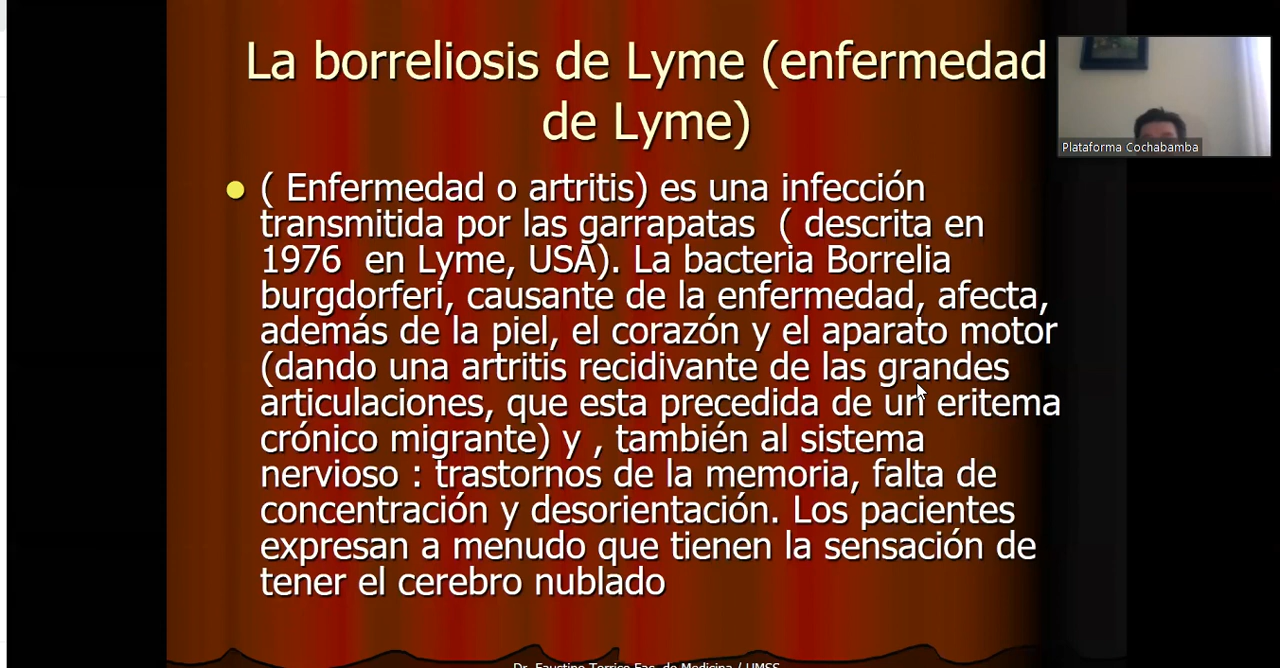 La borreliosis de Lyme (enfermedad
de Lyme)
Plataforma Cochabamba
( Enfermedad o artritis) es una infección
transmitida por las garrapatas ( descrita en
1976 en Lyme, USA). La bacteria Borrelia
burgdorferi, causante de la enfermedad, afecta,
además de la piel, el corazón y el aparato motor
(dando una artritis recidivante de las grandes
articulaciones, que esta precedida de un eritema
crónico migrante) y , también al sistema
nervioso : trastornos de la memoria, falta de
concentración y desorientación. Los pacientes
expresan a menudo que tienen la sensación de
tener el cerebro nublado
Dr. Faustino Torrico Fac. de Medicina / UMSS